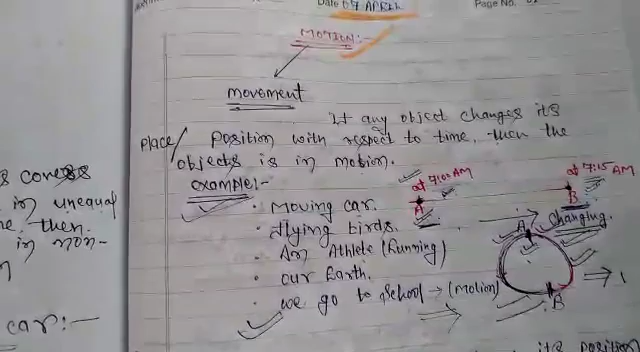 Date 07 APRIL
Page No.
MOTION:-
movement
If any object changes its
Place/ Position with respect to time, then the
objects is in motion.
example:-
at 7:00 AM
at 7:15 AM
A
B
• Moving car.
• flying birds.
changing.
• An Athlete (Running)
A
• Our Earth.
• we go to School → (Motion)
B
in unequal
then
in non-
car:-
its position